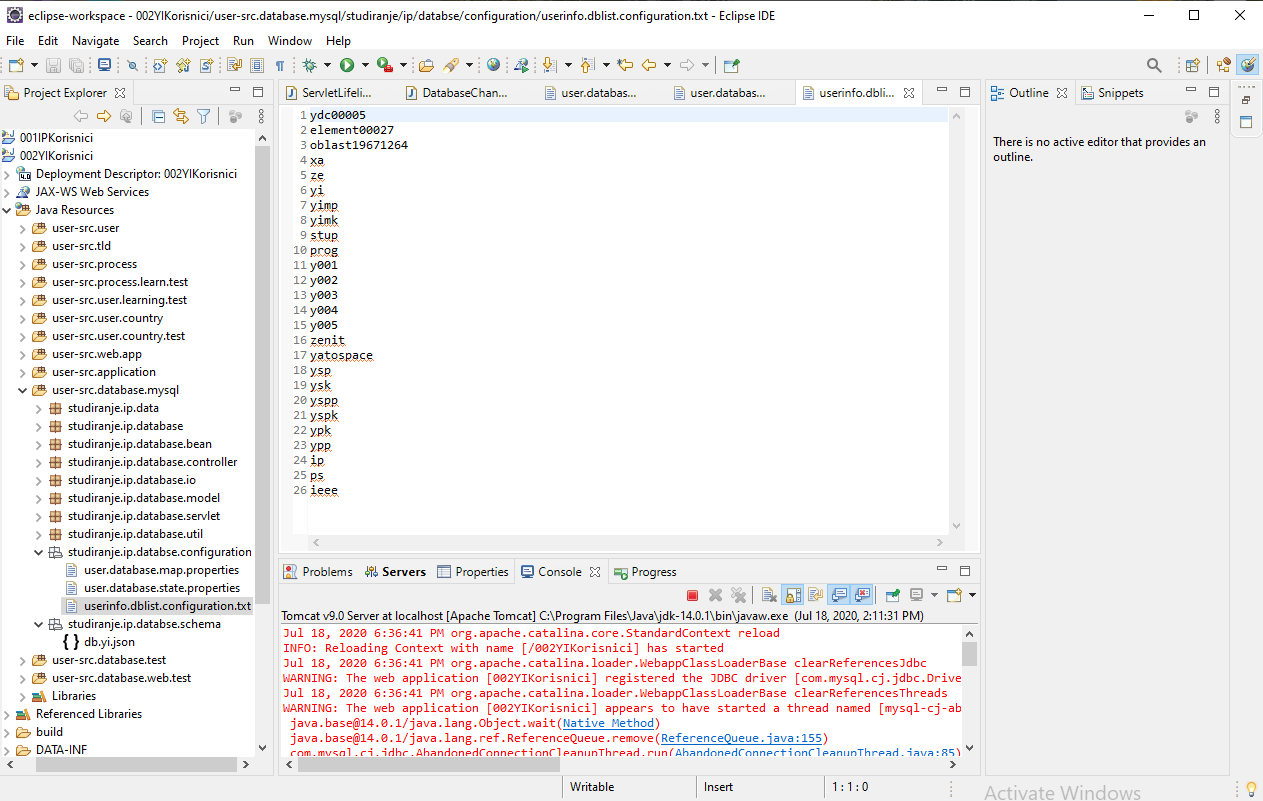 eclipse-workspace - 002YIKorisnici/user-src.database.mysql/studiranje/ip/databse/configuration/userinfo.dblist.configuration.txt - Eclipse IDE
File Edit Navigate Search Project Run Window Help
Project Explorer
001IPKorisnici
002YIKorisnici
Deployment Descriptor: 002YIKorisnici
JAX-WS Web Services
Java Resources
user-src.user
user-src.tld
user-src.process
user-src.process.learn.test
user-src.user.learning.test
user-src.user.country
user-src.user.country.test
user-src.web.app
user-src.application
user-src.database.mysql
studiranje.ip.data
studiranje.ip.database
studiranje.ip.database.bean
studiranje.ip.database.controller
studiranje.ip.database.io
studiranje.ip.database.model
studiranje.ip.database.servlet
studiranje.ip.database.util
studiranje.ip.databse.configuration
user.database.map.properties
user.database.state.properties
userinfo.dblist.configuration.txt
studiranje.ip.databse.schema
{ } db.yi.json
user-src.database.test
user-src.database.web.test
Libraries
Referenced Libraries
build
DATA-INF
ServletLifeli... DatabaseChan... user.databas... user.databas... userinfo.dbli...
1 ydc00005
2 element00027
3 oblast19671264
4 xa
5 ze
6 yi
7 yimp
8 yimk
9 stup
10 prog
11 y001
12 y002
13 y003
14 y004
15 y005
16 zenit
17 yatospace
18 ysp
19 ysk
20 yspp
21 yspk
22 ypk
23 ypp
24 ip
25 ps
26 ieee
Outline Snippets
There is no active editor that provides an
outline.
Problems Servers Properties Console Progress
Tomcat v9.0 Server at localhost [Apache Tomcat] C:\Program Files\Java\jdk-14.0.1\bin\javaw.exe (Jul 18, 2020, 2:11:31 PM)
Jul 18, 2020 6:36:41 PM org.apache.catalina.core.StandardContext reload
INFO: Reloading Context with name [/002YIKorisnici] has started
Jul 18, 2020 6:36:41 PM org.apache.catalina.loader.WebappClassLoaderBase clearReferencesJdbc
WARNING: The web application [002YIKorisnici] registered the JDBC driver [com.mysql.cj.jdbc.Drive
Jul 18, 2020 6:36:41 PM org.apache.catalina.loader.WebappClassLoaderBase clearReferencesThreads
WARNING: The web application [002YIKorisnici] appears to have started a thread named [mysql-cj-ab
java.base@14.0.1/java.lang.Object.wait(Native Method)
java.base@14.0.1/java.lang.ref.ReferenceQueue.remove(ReferenceQueue.java:155)
com.mysql.cj.jdbc.AbandonedConnectionCleanupThread.run(AbandonedConnectionCleanupThread.java:85)
Writable Insert 1 : 1 : 0
Activate Windows